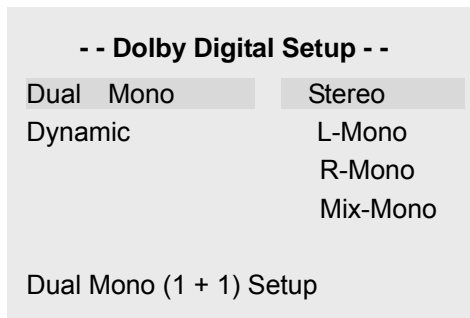 - - Dolby Digital Setup - -
Dual Mono Stereo
Dynamic L-Mono
R-Mono
Mix-Mono
Dual Mono (1 + 1) Setup